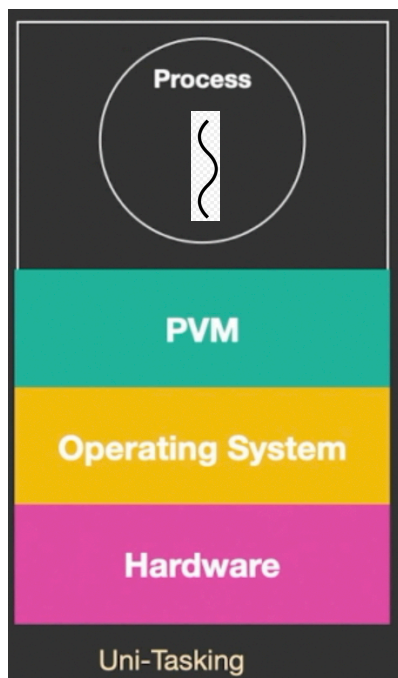 Process
PVM
Operating System
Hardware
Uni-Tasking